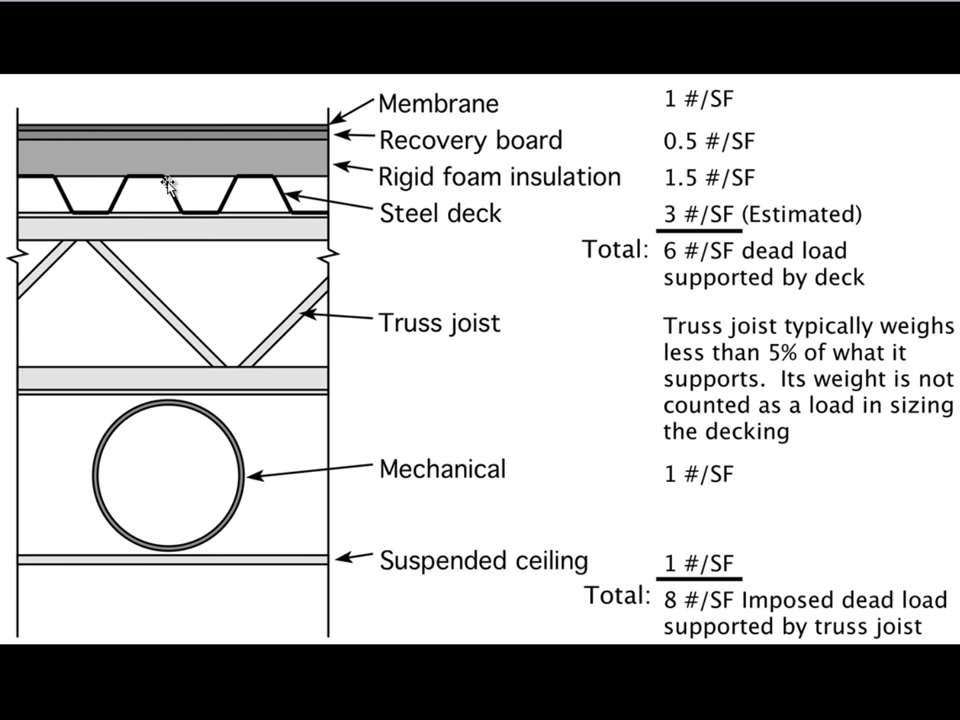 Membrane 1 #/SF
Recovery board 0.5 #/SF
Rigid foam insulation 1.5 #/SF
Steel deck 3 #/SF (Estimated)
Total: 6 #/SF dead load
supported by deck
Truss joist Truss joist typically weighs
less than 5% of what it
supports. Its weight is not
counted as a load in sizing
the decking
Mechanical 1 #/SF
Suspended ceiling 1 #/SF
Total: 8 #/SF Imposed dead load
supported by truss joist